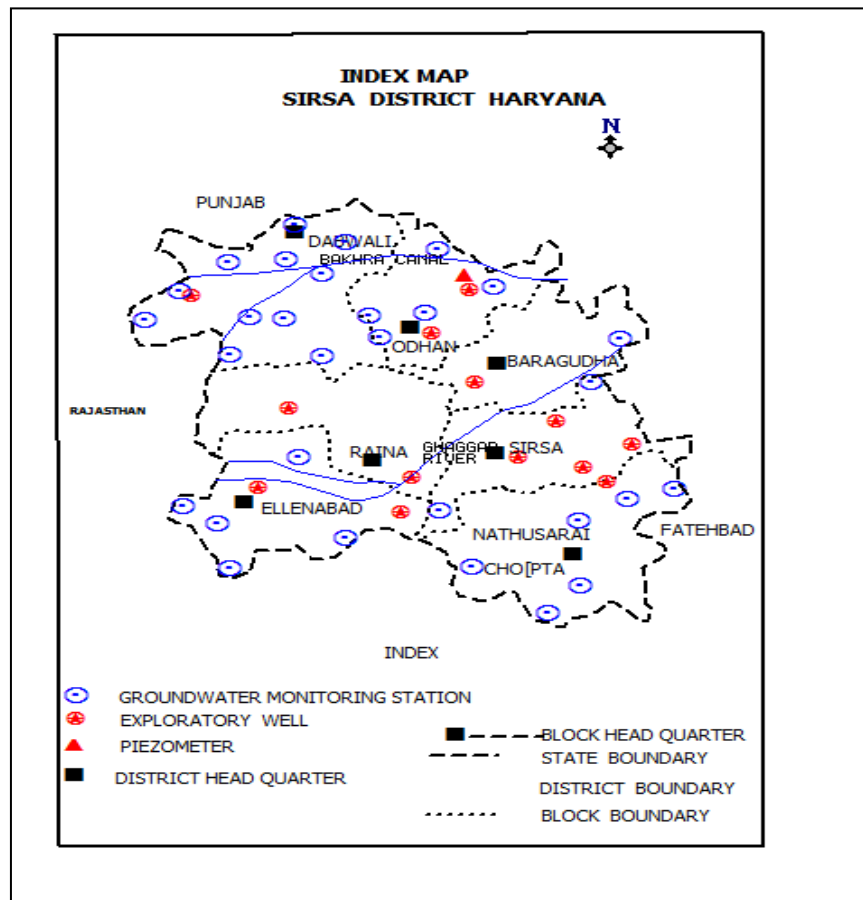 INDEX MAP
SIRSA DISTRICT HARYANA
N
PUNJAB
DABWALI
BAKHRA CANAL
ODHAN
BARAGUDHA
RAJASTHAN
RAINA
GHAGGAR
RIVER
SIRSA
ELLENABAD
NATHUSARAI
FATEHBAD
CHO[PTA
INDEX
GROUNDWATER MONITORING STATION
EXPLORATORY WELL
PIEZOMETER
DISTRICT HEAD QUARTER
BLOCK HEAD QUARTER
STATE BOUNDARY
DISTRICT BOUNDARY
BLOCK BOUNDARY